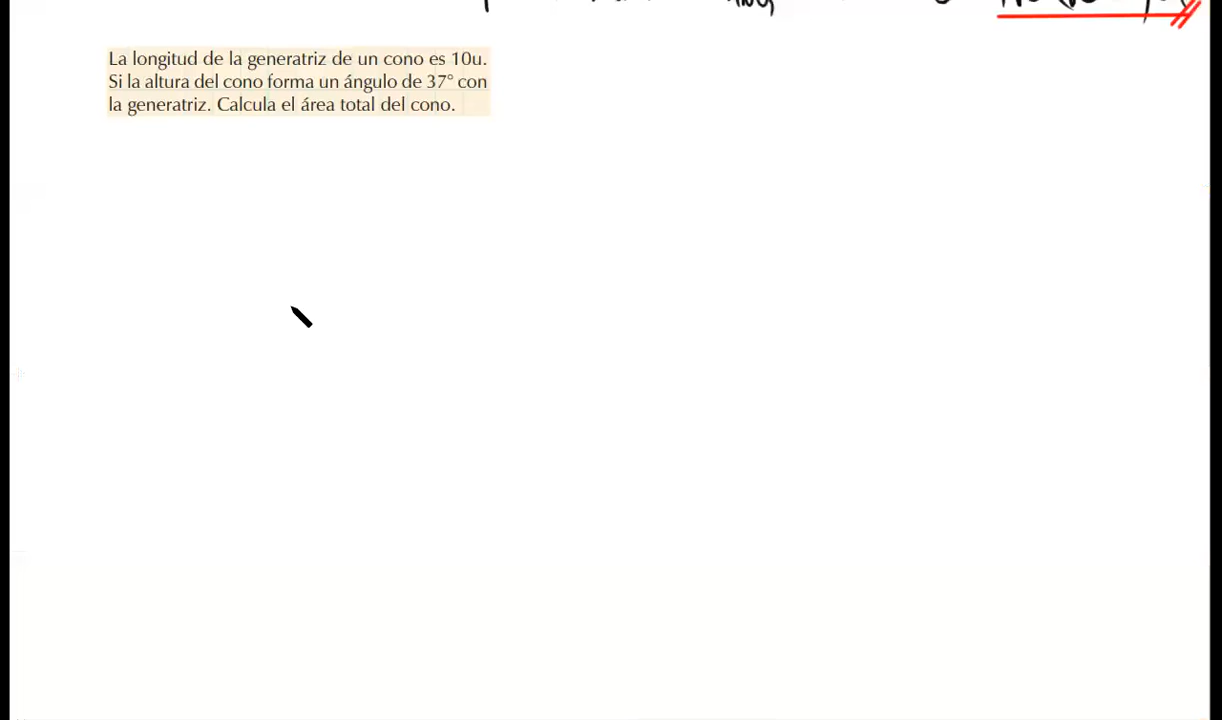 La longitud de la generatriz de un cono es 10u.
Si la altura del cono forma un ángulo de 37° con
la generatriz. Calcula el área total del cono.